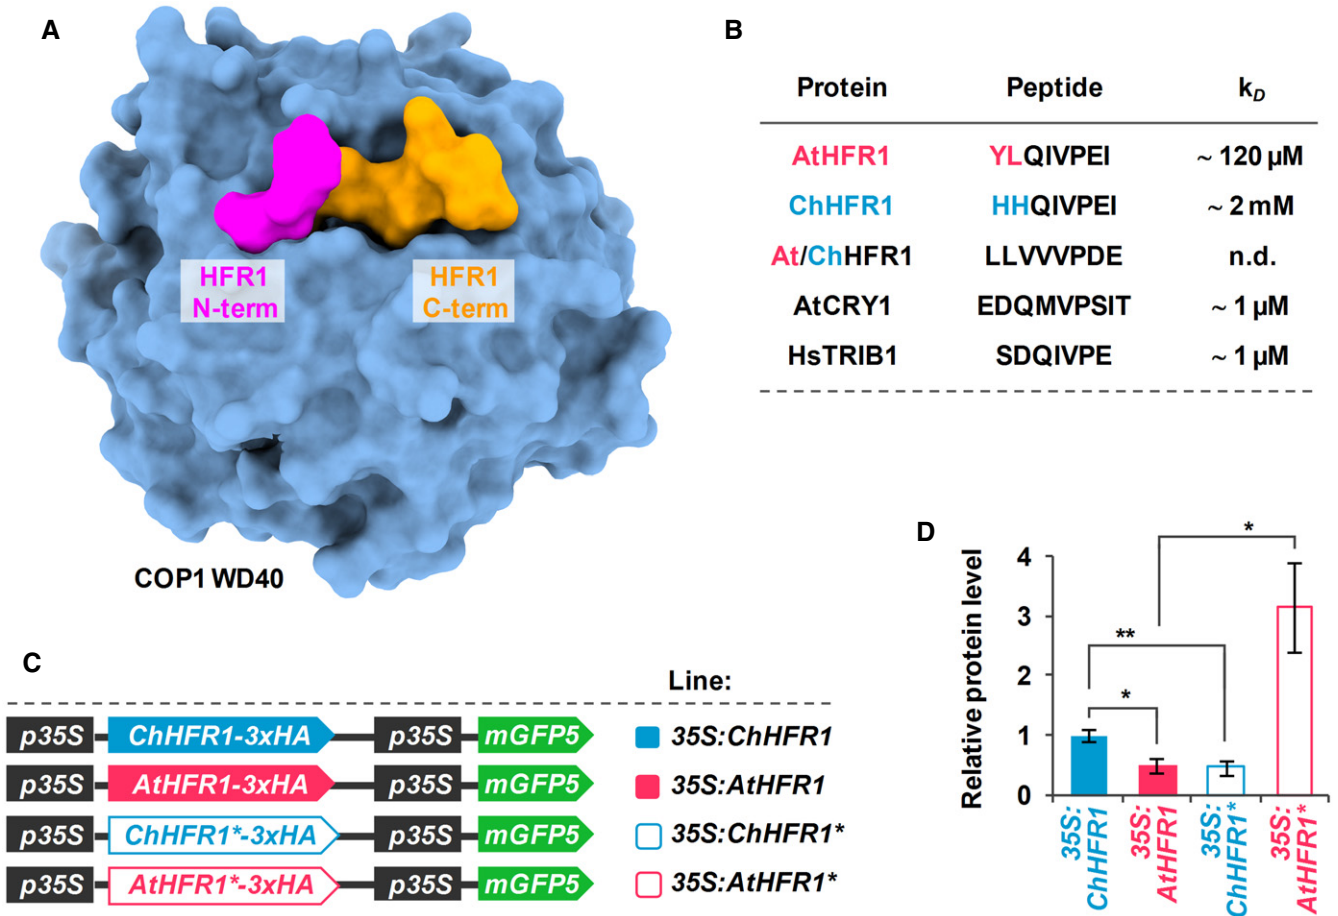 A
HFR1
N-term
HFR1
C-term
COP1 WD40
B
Protein Peptide kD
AtHFR1 YLQIVPEI ~ 120 µM
ChHFR1 HHQIVPEI ~ 2 mM
At/ChHFR1 LLVVVPDE n.d.
AtCRY1 EDQMVPSIT ~ 1 µM
HsTRIB1 SDQIVPE ~ 1 µM
C
Line:
p35S ChHFR1-3xHA p35S mGFP5 35S:ChHFR1
p35S AtHFR1-3xHA p35S mGFP5 35S:AtHFR1
p35S ChHFR1*-3xHA p35S mGFP5 35S:ChHFR1*
p35S AtHFR1*-3xHA p35S mGFP5 35S:AtHFR1*
D
Relative protein level
4
3
2
1
0
*
**
*
35S:
ChHFR1
35S:
AtHFR1
35S:
ChHFR1*
35S:
AtHFR1*